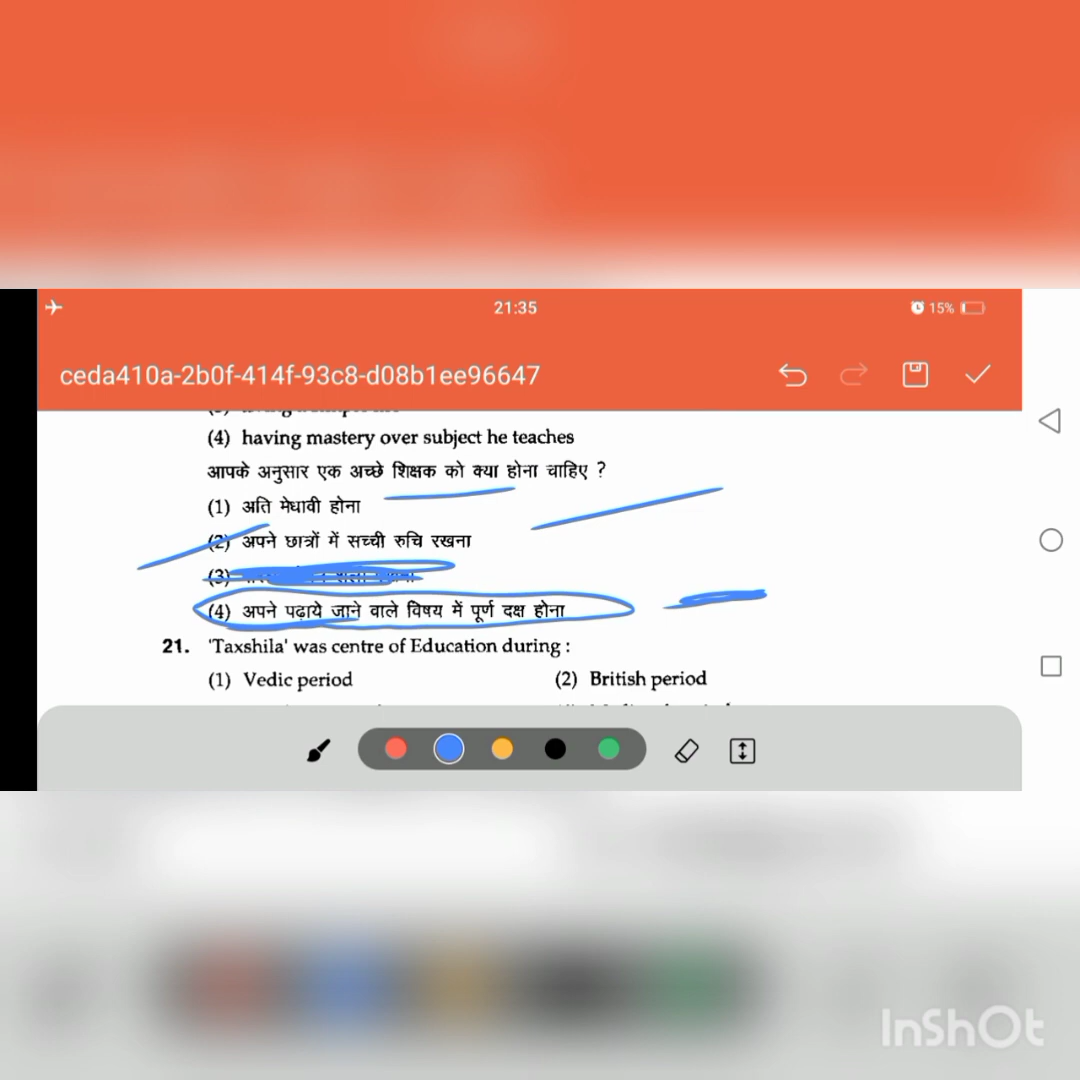 21:35
15%
ceda410a-2b0f-414f-93c8-d08b1ee96647
(4) having mastery over subject he teaches
आपके अनुसार एक अच्छे शिक्षक को क्या होना चाहिए ?
(1) अति मेधावी होना
(2) अपने छात्रों में सच्ची रुचि रखना
(3)
(4) अपने पढ़ाये जाने वाले विषय में पूर्ण दक्ष होना
21. 'Taxshila' was centre of Education during :
(1) Vedic period (2) British period
InShOt